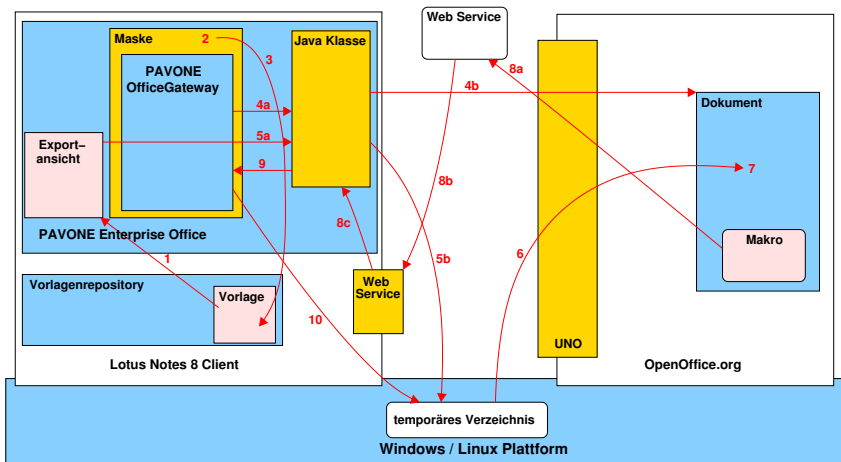 Maske
2
3
PAVONE
OfficeGateway
Java Klasse
Web Service
8a
4a
4b
5a
9
Export–
ansicht
Dokument
7
8b
8c
PAVONE Enterprise Office
1
6
5b
Makro
Vorlagenrepository
Vorlage
Web
Service
10
UNO
Lotus Notes 8 Client
OpenOffice.org
temporäres Verzeichnis
Windows / Linux Plattform